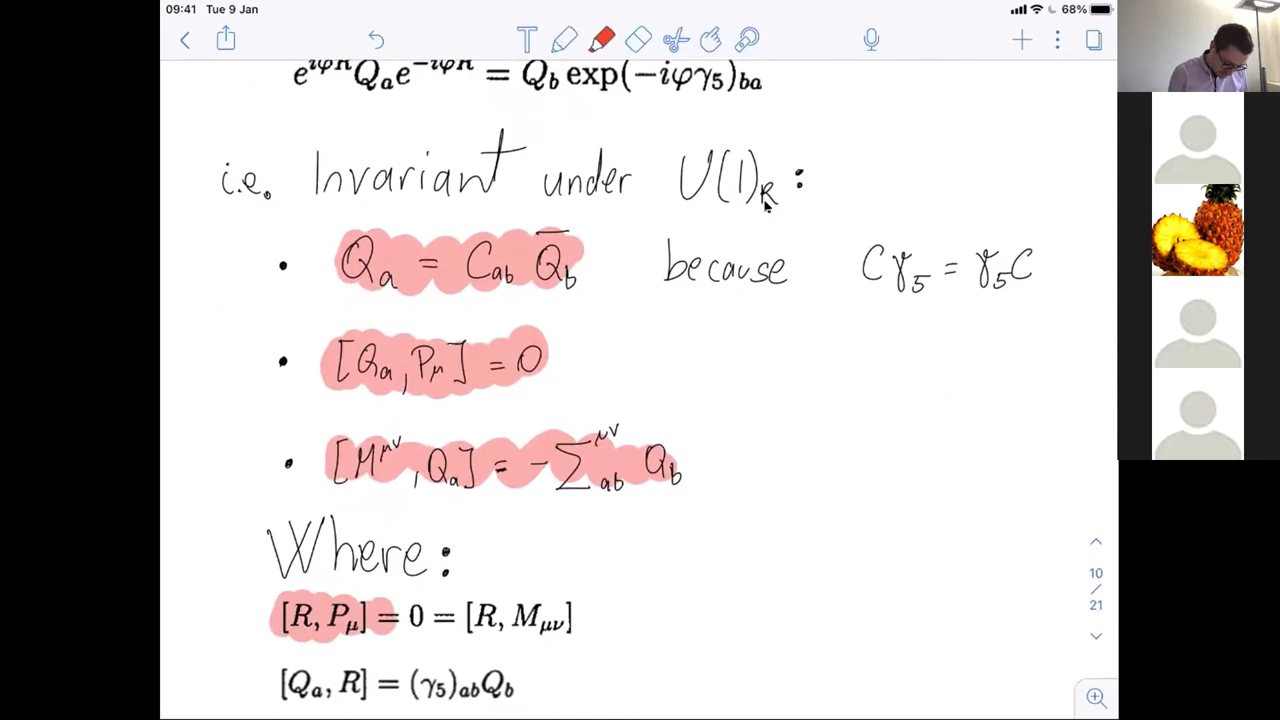 09:41 Tue 9 Jan 68%
e^{iφR}Q_a e^{-iφR} = Q_b exp(−iφγ_5)_{ba}
i.e. Invariant under U(1)_R :
• Q_a = C_{ab} Q̄_b because Cγ_5 = γ_5C
• [Q_a, P_μ] = 0
• [M^{μν}, Q_a] = −Σ^{μν}_{ab} Q_b
Where:
[R, P_μ] = 0 = [R, M_{μν}]
[Q_a, R] = (γ_5)_{ab}Q_b
10
/
21